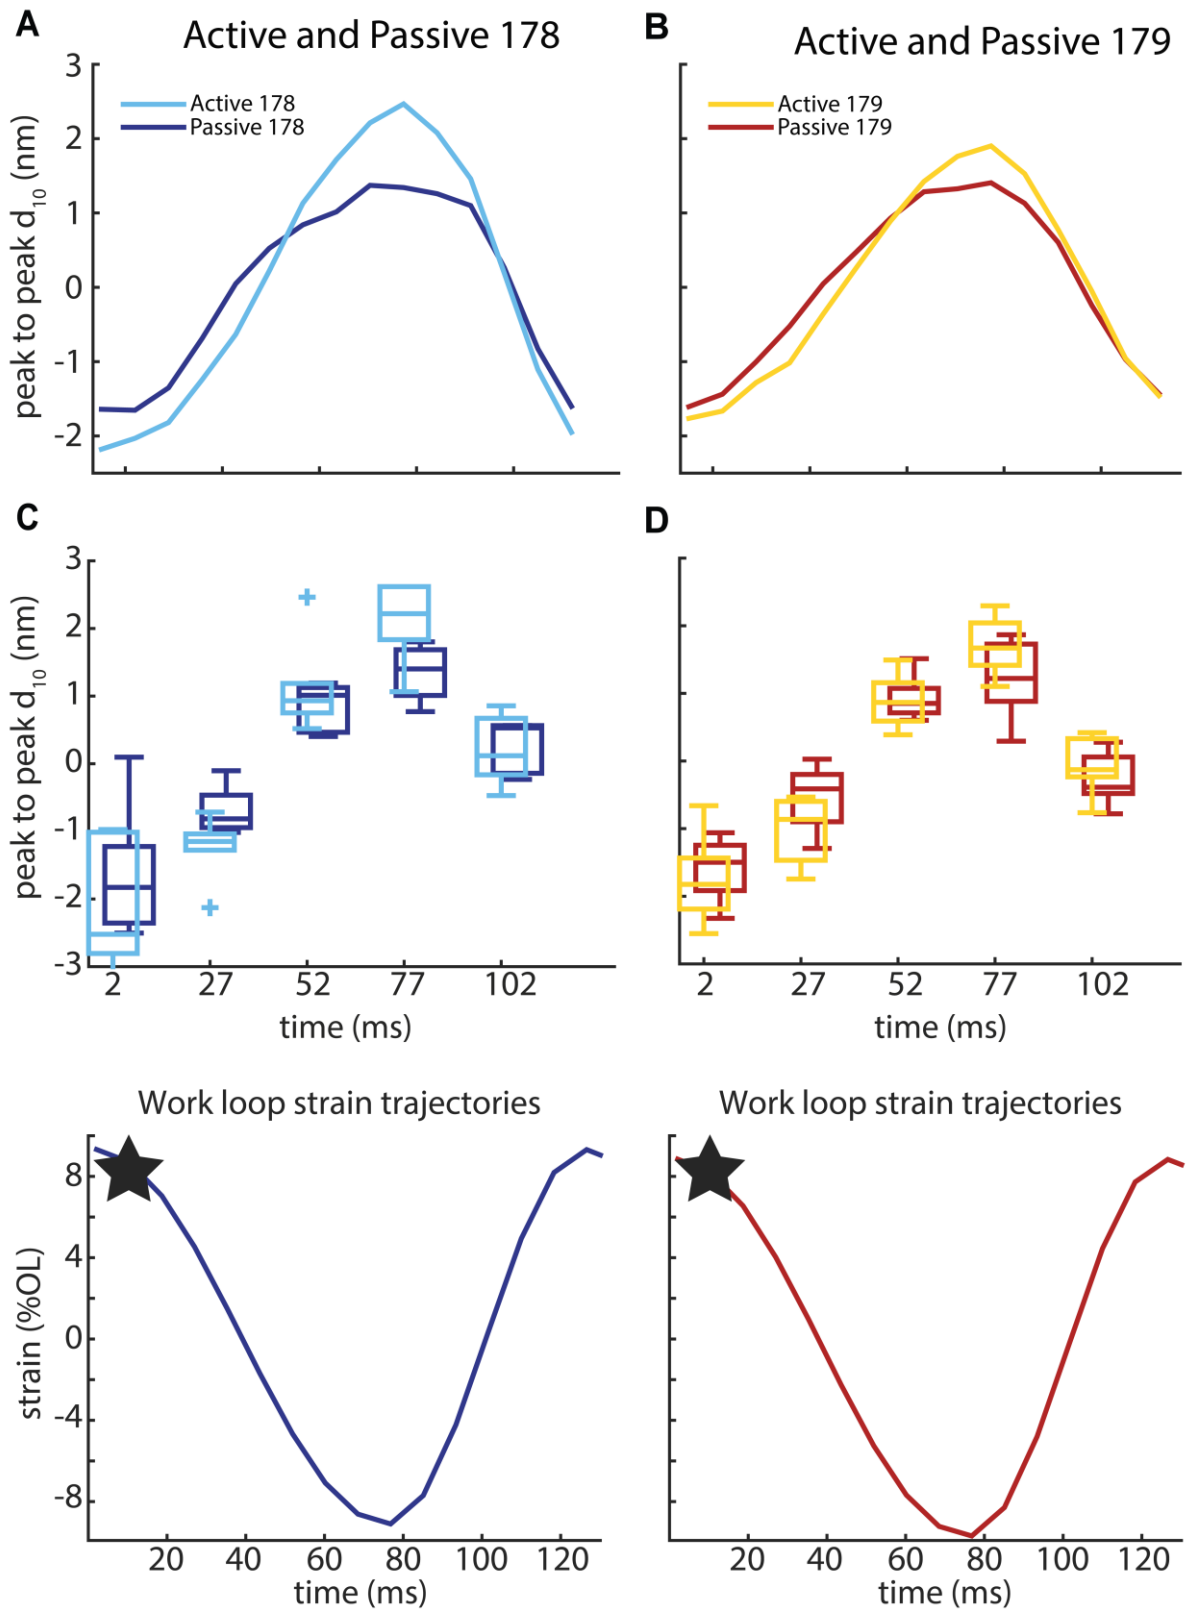 A
Active and Passive 178
B
Active and Passive 179
3
2
1
0
-1
-2
peak to peak d10 (nm)
Active 178
Passive 178
Active 179
Passive 179
C
D
3
2
1
0
-1
-2
-3
peak to peak d10 (nm)
2 27 52 77 102
time (ms)
2 27 52 77 102
time (ms)
Work loop strain trajectories
Work loop strain trajectories
8
4
0
-4
-8
strain (%OL)
20 40 60 80 100 120
time (ms)
20 40 60 80 100 120
time (ms)